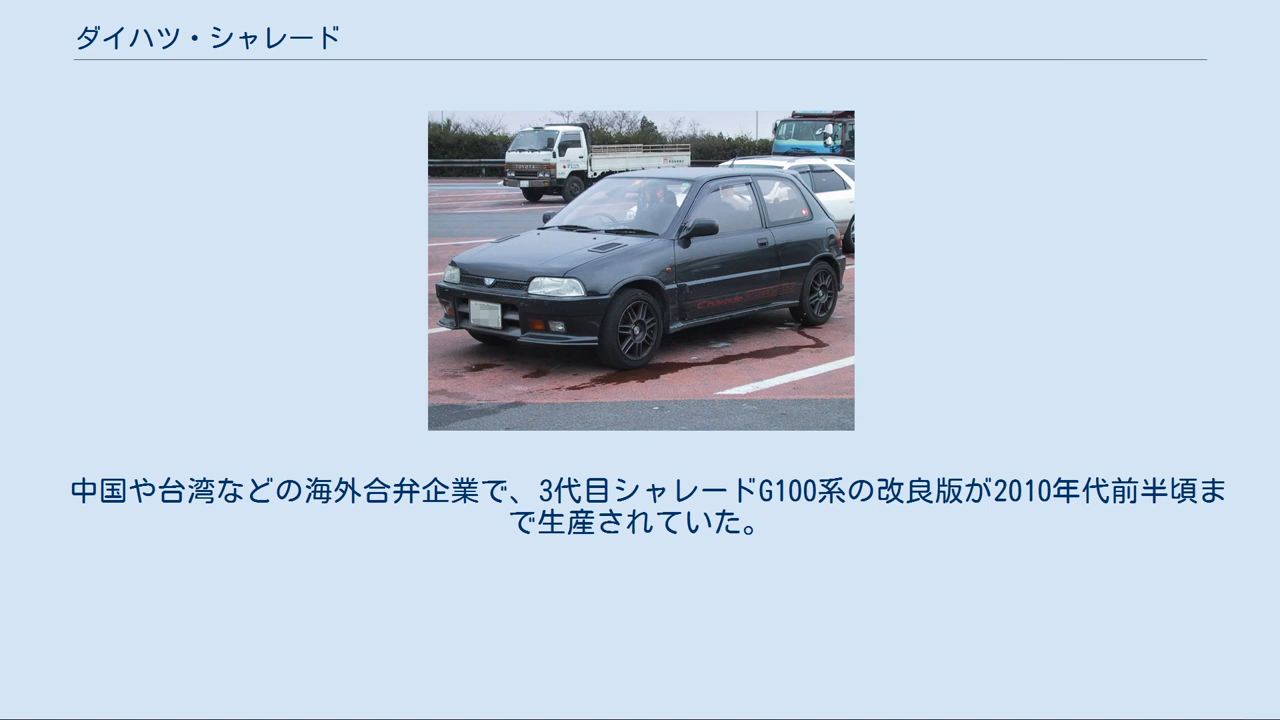 ダイハツ・シャレード
TOYOTA
中国や台湾などの海外合弁企業で、3代目シャレードG100系の改良版が2010年代前半頃ま
で生産されていた。